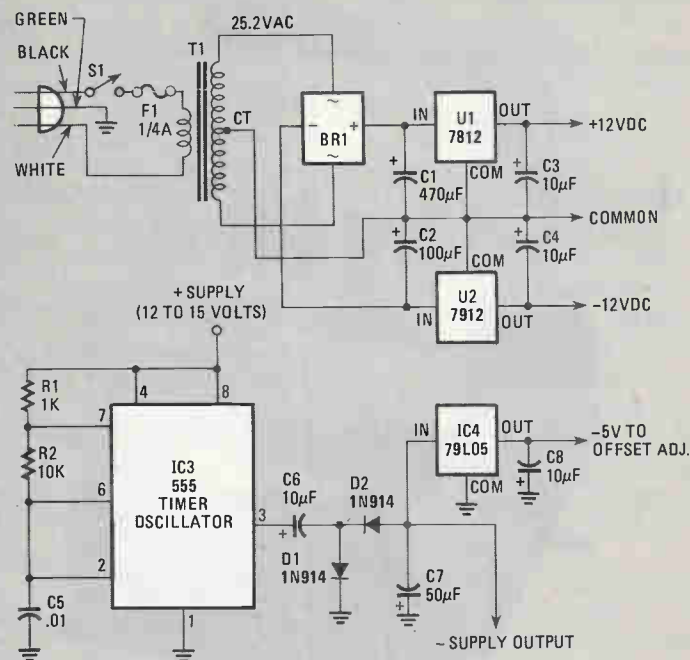 GREEN
BLACK
S1
F1
1/4A
WHITE
T1
25.2VAC
CT
~
- +
BR1
~
IN
U1
7812
OUT
COM
+12VDC
+
C1
470µF
+
C3
10µF
COMMON
+
C2
100µF
+
C4
10µF
COM
U2
7912
IN
OUT
-12VDC
+ SUPPLY
(12 TO 15 VOLTS)
R1
1K
R2
10K
C5
.01
4
8
7
6
2
3
1
IC3
555
TIMER
OSCILLATOR
C6
10µF
+
D2
1N914
D1
1N914
IN
IC4
79L05
OUT
COM
-5V TO
OFFSET ADJ.
C8
10µF
+
C7
50µF
+
~ SUPPLY OUTPUT